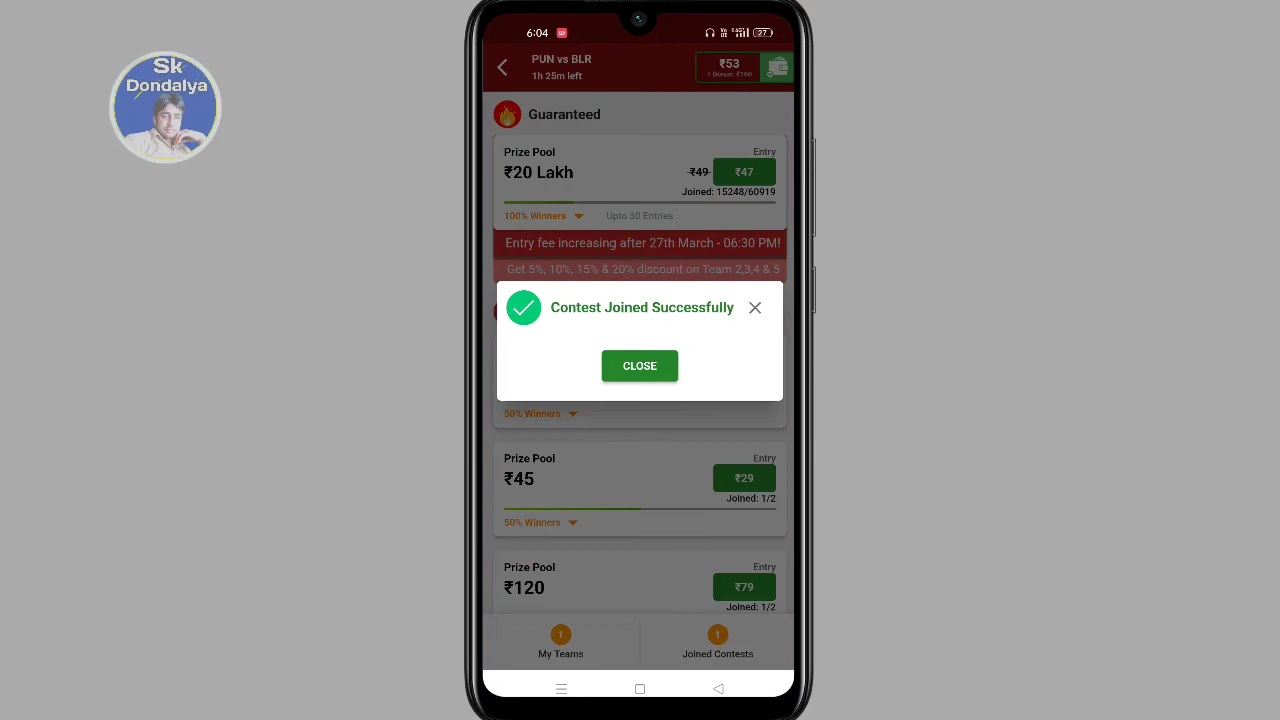 Sk
Dondalya
6:04
27
PUN vs BLR
1h 25m left
₹53
+ Bonus: ₹160
Guaranteed
Prize Pool
Entry
₹20 Lakh
₹49
₹47
Joined: 15248/60919
100% Winners
Upto 30 Entries
Entry fee increasing after 27th March - 06:30 PM!
Get 5%, 10%, 15% & 20% discount on Team 2,3,4 & 5
Contest Joined Successfully
CLOSE
50% Winners
Prize Pool
Entry
₹45
₹29
Joined: 1/2
50% Winners
Prize Pool
Entry
₹120
₹79
Joined: 1/2
1
1
My Teams
Joined Contests